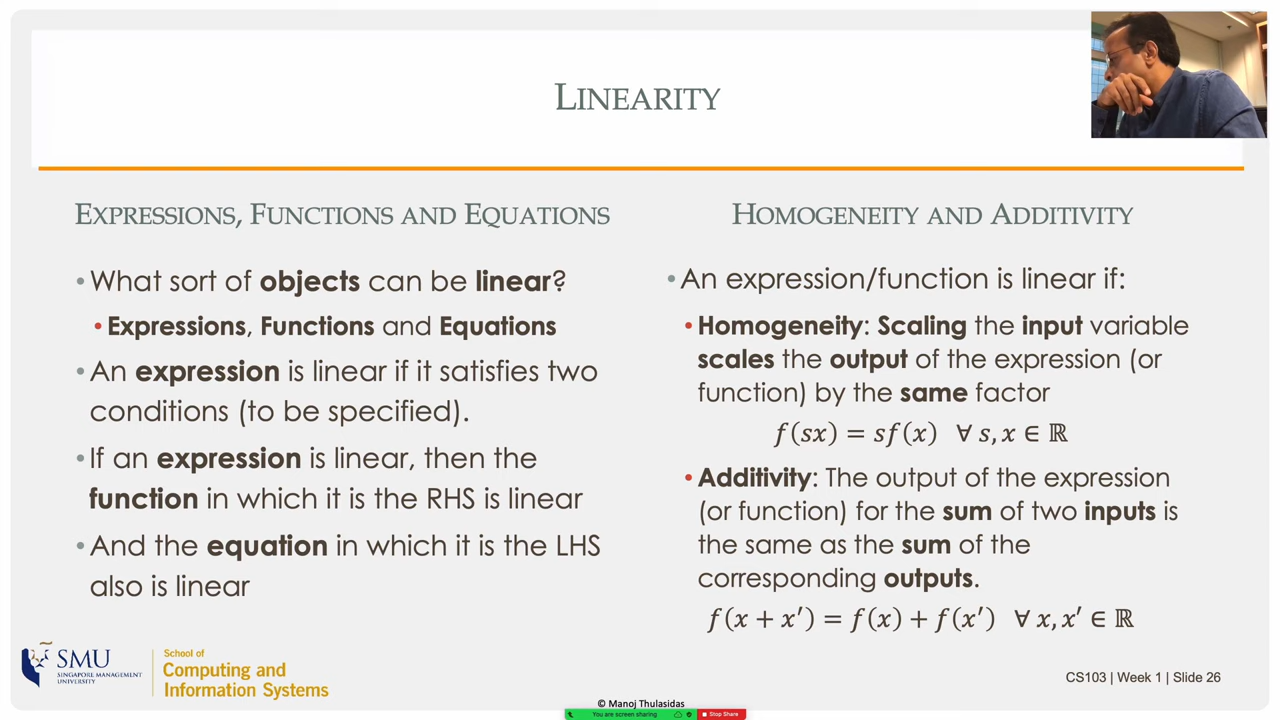 LINEARITY
EXPRESSIONS, FUNCTIONS AND EQUATIONS
• What sort of objects can be linear?
• Expressions, Functions and Equations
• An expression is linear if it satisfies two
conditions (to be specified).
• If an expression is linear, then the
function in which it is the RHS is linear
• And the equation in which it is the LHS
also is linear
HOMOGENEITY AND ADDITIVITY
• An expression/function is linear if:
• Homogeneity: Scaling the input variable
scales the output of the expression (or
function) by the same factor
f(sx) = sf(x) ∀ s, x ∈ ℝ
• Additivity: The output of the expression
(or function) for the sum of two inputs is
the same as the sum of the
corresponding outputs.
f(x + x′) = f(x) + f(x′) ∀ x, x′ ∈ ℝ
SMU
SINGAPORE MANAGEMENT
UNIVERSITY
School of
Computing and
Information Systems
CS103 | Week 1 | Slide 26
© Manoj Thulasidas
You are screen sharing
Stop Share